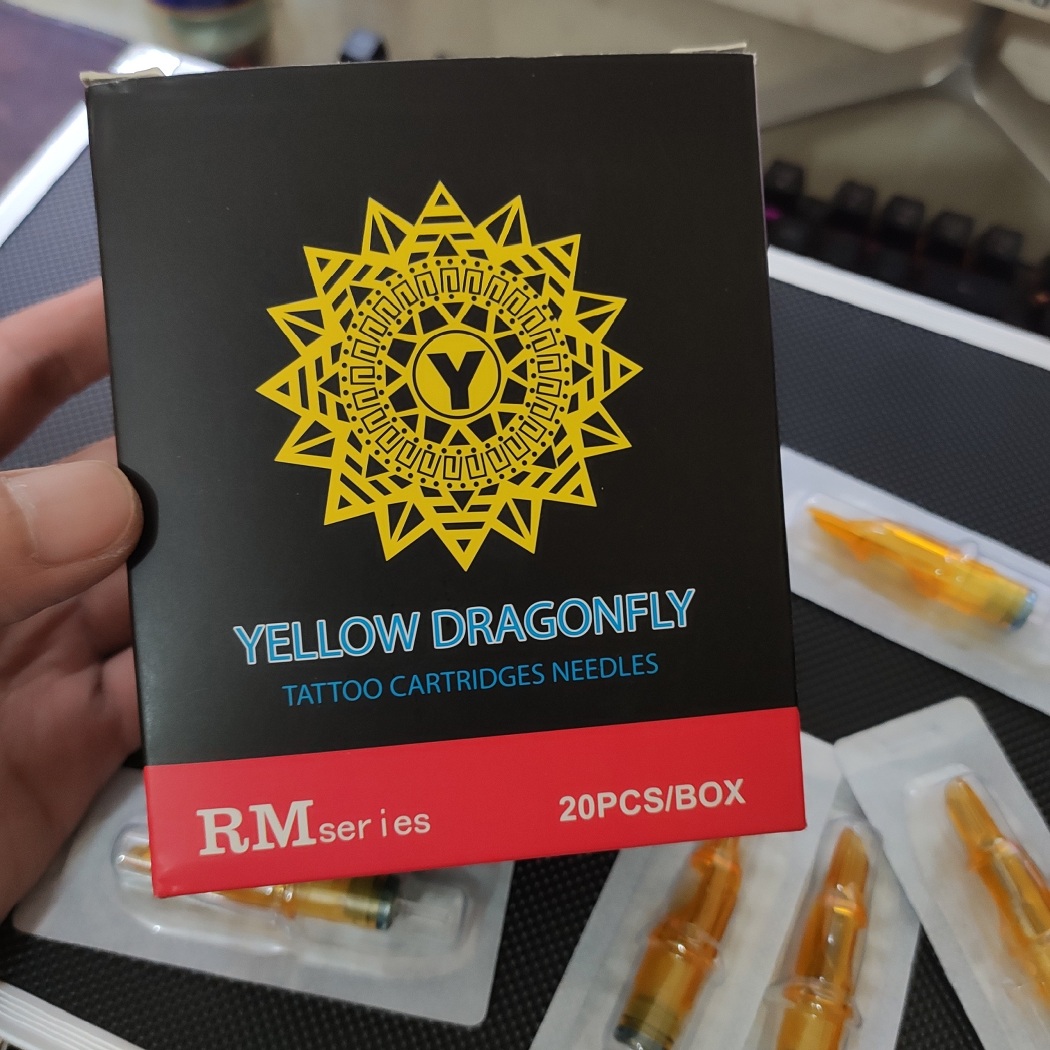 Y
YELLOW DRAGONFLY
TATTOO CARTRIDGES NEEDLES
RMseries
20PCS/BOX